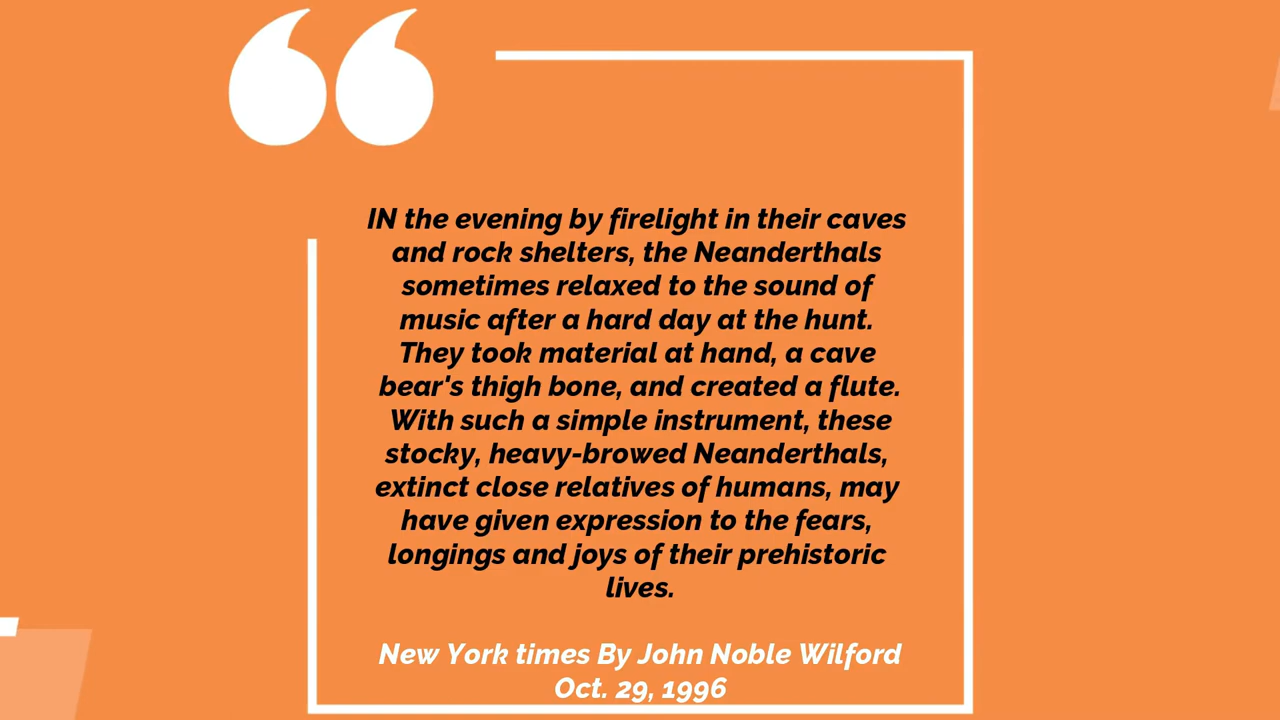 IN the evening by firelight in their caves
and rock shelters, the Neanderthals
sometimes relaxed to the sound of
music after a hard day at the hunt.
They took material at hand, a cave
bear's thigh bone, and created a flute.
With such a simple instrument, these
stocky, heavy-browed Neanderthals,
extinct close relatives of humans, may
have given expression to the fears,
longings and joys of their prehistoric
lives.
New York times By John Noble Wilford
Oct. 29, 1996